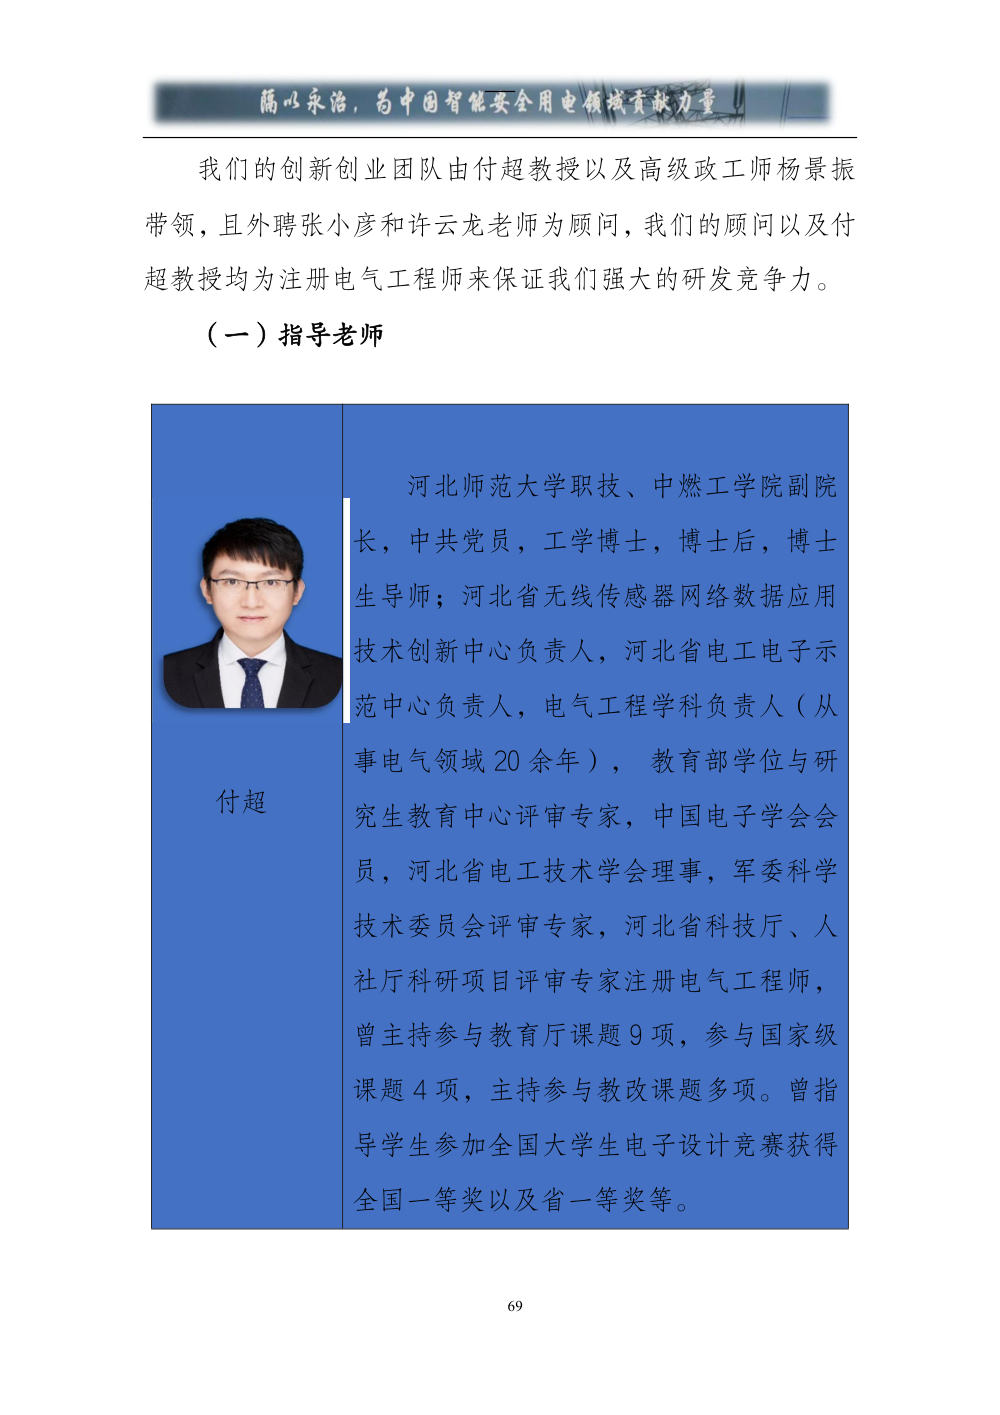 隔以永治，为中国智能安全用电领域贡献力量
我们的创新创业团队由付超教授以及高级政工师杨景振
带领，且外聘张小彦和许云龙老师为顾问，我们的顾问以及付
超教授均为注册电气工程师来保证我们强大的研发竞争力。
（一）指导老师
河北师范大学职技、中燃工学院副院
长，中共党员，工学博士，博士后，博士
生导师；河北省无线传感器网络数据应用
技术创新中心负责人，河北省电工电子示
范中心负责人，电气工程学科负责人（从
事电气领域 20 余年）， 教育部学位与研
究生教育中心评审专家，中国电子学会会
员，河北省电工技术学会理事，军委科学
技术委员会评审专家，河北省科技厅、人
社厅科研项目评审专家注册电气工程师，
曾主持参与教育厅课题 9 项，参与国家级
课题 4 项，主持参与教改课题多项。曾指
导学生参加全国大学生电子设计竞赛获得
全国一等奖以及省一等奖等。
付超
69